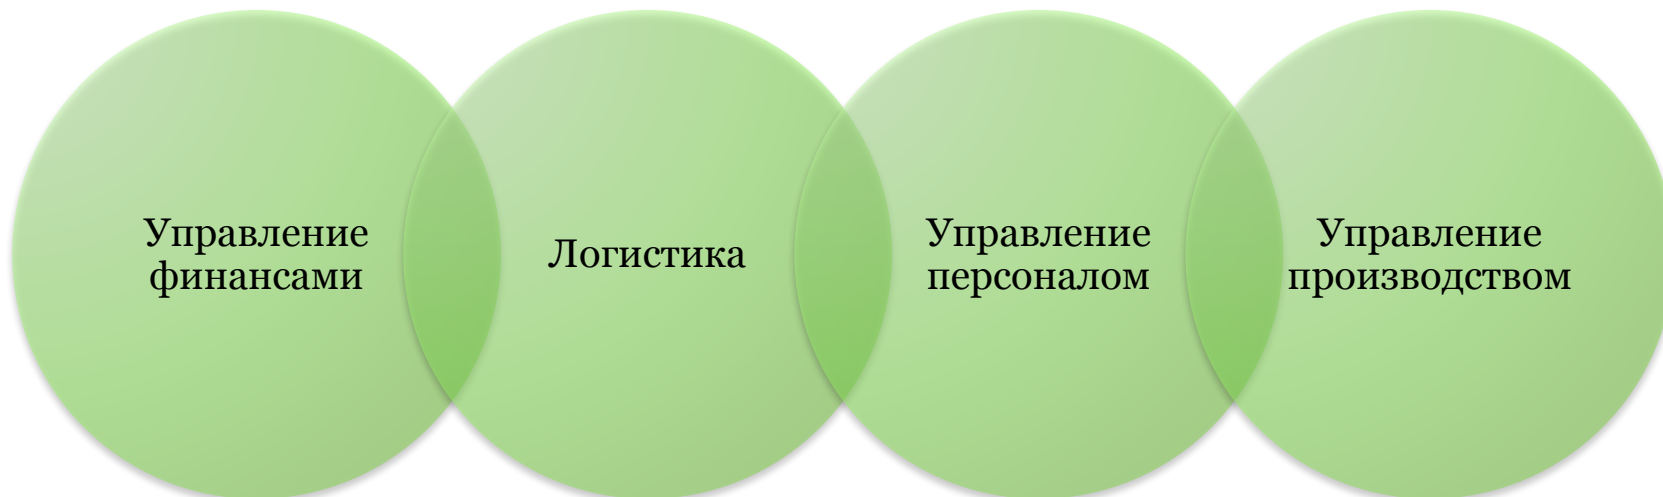 Управление
финансами
Логистика
Управление
персоналом
Управление
производством